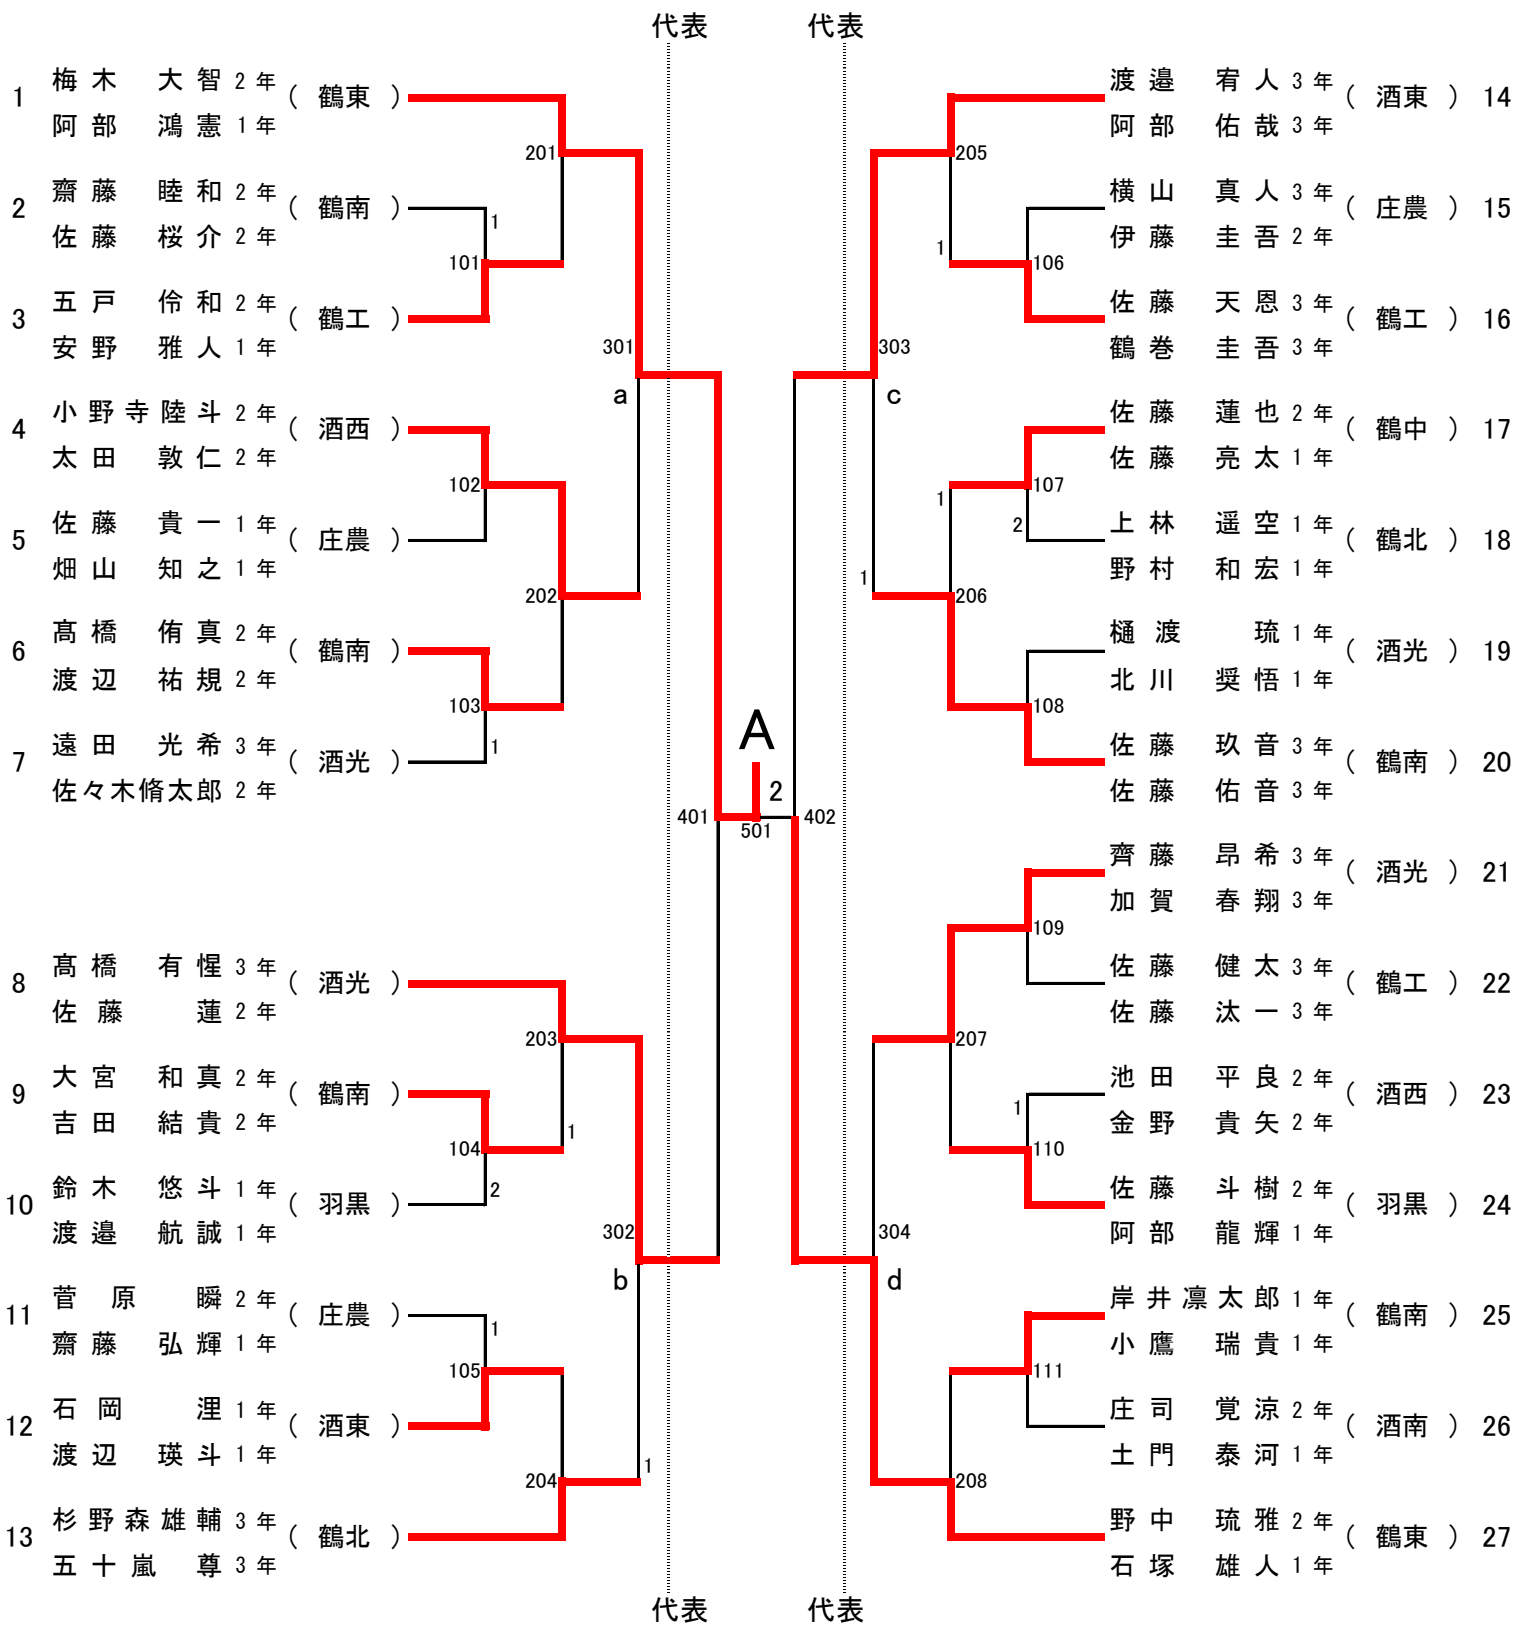 代表 代表
1 梅木 大智 2年 ( 鶴東 )
阿部 鴻憲 1年
2 齋藤 睦和 2年 ( 鶴南 )
佐藤 桜介 2年
3 五戸 伶和 2年 ( 鶴工 )
安野 雅人 1年
4 小野寺陸斗 2年 ( 酒西 )
太田 敦仁 2年
5 佐藤 貴一 1年 ( 庄農 )
畑山 知之 1年
6 髙橋 侑真 2年 ( 鶴南 )
渡辺 祐規 2年
7 遠田 光希 3年 ( 酒光 )
佐々木脩太郎 2年
8 髙橋 有惺 3年 ( 酒光 )
佐藤 蓮 2年
9 大宮 和真 2年 ( 鶴南 )
吉田 結貴 2年
10 鈴木 悠斗 1年 ( 羽黒 )
渡邉 航誠 1年
11 菅原 瞬 2年 ( 庄農 )
齋藤 弘輝 1年
12 石岡 浬 1年 ( 酒東 )
渡辺 瑛斗 1年
13 杉野森雄輔 3年 ( 鶴北 )
五十嵐 尊 3年
201
1
101
301
a
102
202
103
1
203
104
1
2
302
b
1
105
204
1
401
A
2
501
402
205
1
106
303
c
107
1
2
1
206
108
109
207
1
110
304
d
111
208
渡邉 宥人 3年 ( 酒東 ) 14
阿部 佑哉 3年
横山 真人 3年 ( 庄農 ) 15
伊藤 圭吾 2年
佐藤 天恩 3年 ( 鶴工 ) 16
鶴巻 圭吾 3年
佐藤 蓮也 2年 ( 鶴中 ) 17
佐藤 亮太 1年
上林 遥空 1年 ( 鶴北 ) 18
野村 和宏 1年
樋渡 琉 1年 ( 酒光 ) 19
北川 奨悟 1年
佐藤 玖音 3年 ( 鶴南 ) 20
佐藤 佑音 3年
齊藤 昂希 3年 ( 酒光 ) 21
加賀 春翔 3年
佐藤 健太 3年 ( 鶴工 ) 22
佐藤 汰一 3年
池田 平良 2年 ( 酒西 ) 23
金野 貴矢 2年
佐藤 斗樹 2年 ( 羽黒 ) 24
阿部 龍輝 1年
岸井凛太郎 1年 ( 鶴南 ) 25
小鷹 瑞貴 1年
庄司 覚涼 2年 ( 酒南 ) 26
土門 泰河 1年
野中 琉雅 2年 ( 鶴東 ) 27
石塚 雄人 1年
代表 代表